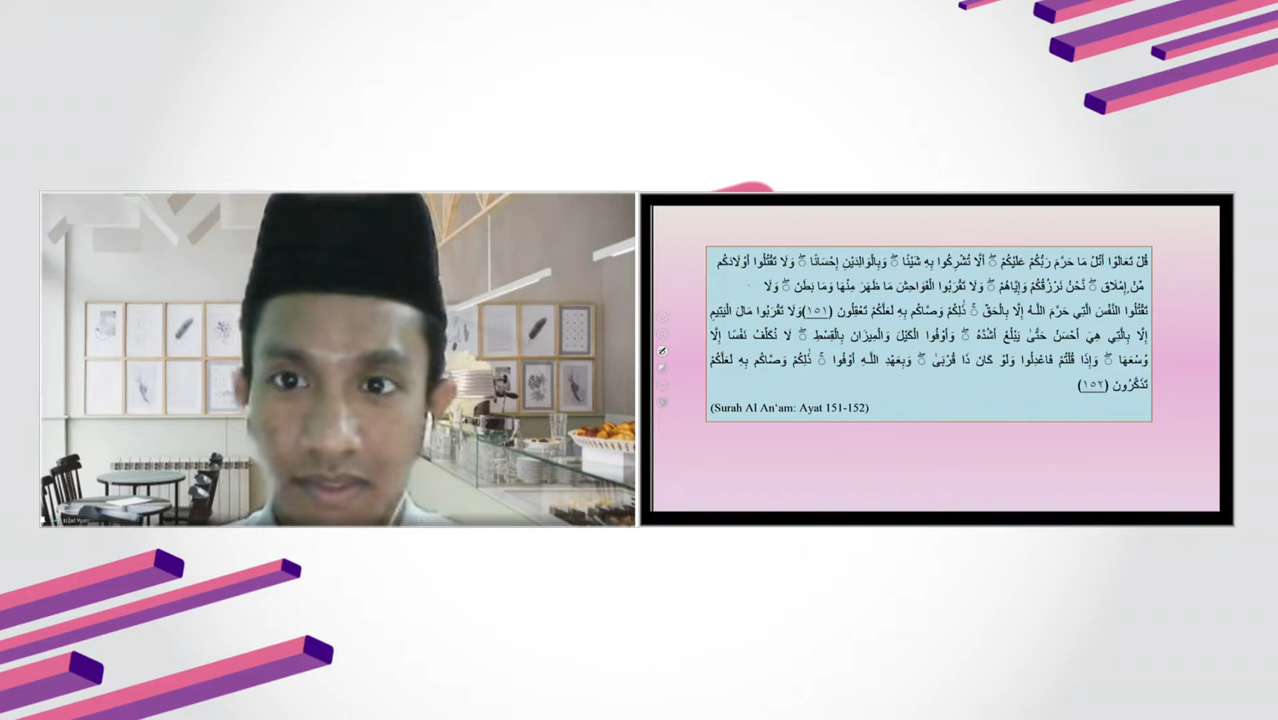 قُلْ تَعَالَوْا أَتْلُ مَا حَرَّمَ رَبُّكُمْ عَلَيْكُمْ ۖ أَلَّا تُشْرِكُوا بِهِ شَيْئًا ۖ وَبِالْوَالِدَيْنِ إِحْسَانًا ۖ وَلَا تَقْتُلُوا أَوْلَادَكُم
مِّنْ إِمْلَاقٍ ۖ نَّحْنُ نَرْزُقُكُمْ وَإِيَّاهُمْ ۖ وَلَا تَقْرَبُوا الْفَوَاحِشَ مَا ظَهَرَ مِنْهَا وَمَا بَطَنَ ۖ وَلَا
تَقْتُلُوا النَّفْسَ الَّتِي حَرَّمَ اللَّـهُ إِلَّا بِالْحَقِّ ۚ ذَٰلِكُمْ وَصَّاكُم بِهِ لَعَلَّكُمْ تَعْقِلُونَ (١٥١)وَلَا تَقْرَبُوا مَالَ الْيَتِيمِ
إِلَّا بِالَّتِي هِيَ أَحْسَنُ حَتَّىٰ يَبْلُغَ أَشُدَّهُ ۖ وَأَوْفُوا الْكَيْلَ وَالْمِيزَانَ بِالْقِسْطِ ۖ لَا نُكَلِّفُ نَفْسًا إِلَّا
وُسْعَهَا ۖ وَإِذَا قُلْتُمْ فَاعْدِلُوا وَلَوْ كَانَ ذَا قُرْبَىٰ ۖ وَبِعَهْدِ اللَّـهِ أَوْفُوا ۚ ذَٰلِكُمْ وَصَّاكُم بِهِ لَعَلَّكُمْ
تَذَكَّرُونَ (١٥٢)
(Surah Al An‘am: Ayat 151-152)